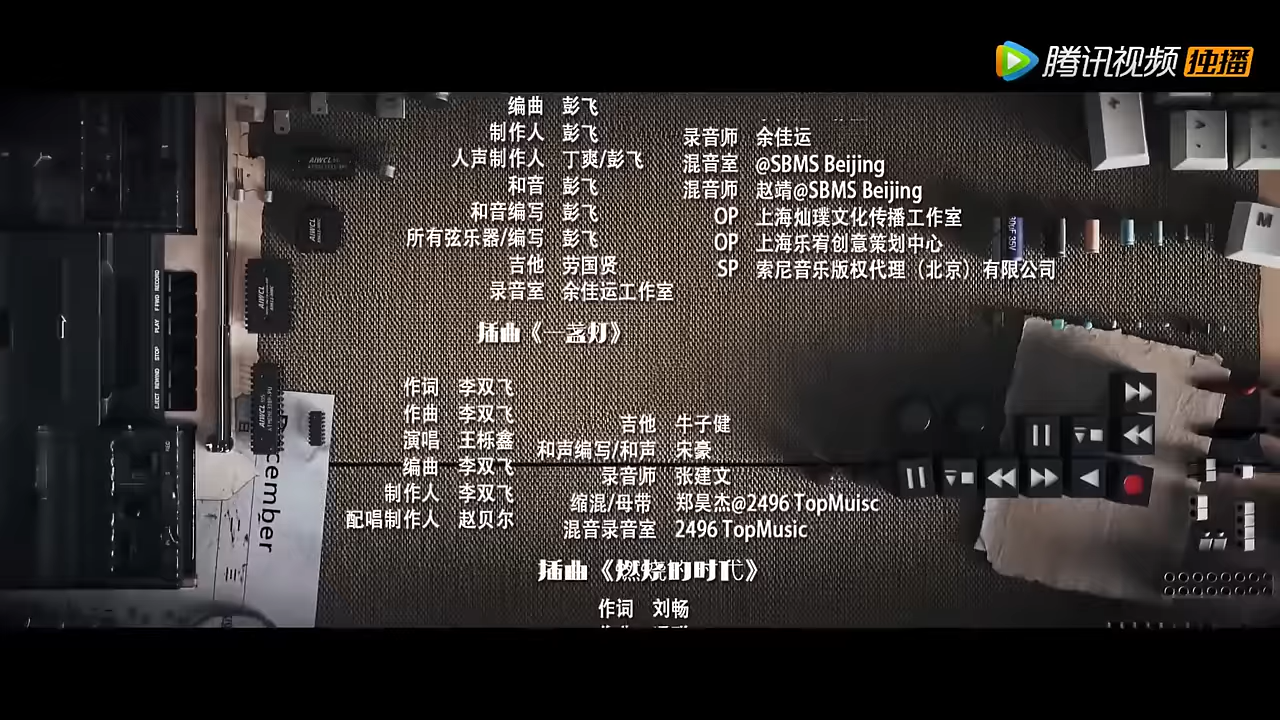 腾讯视频 独播
编曲 彭飞
制作人 彭飞
人声制作人 丁爽/彭飞
和音 彭飞
和音编写 彭飞
所有弦乐器/编写 彭飞
吉他 劳国贤
录音室 余佳运工作室
录音师 余佳运
混音室 @SBMS Beijing
混音师 赵靖@SBMS Beijing
OP 上海灿璞文化传播工作室
OP 上海乐宥创意策划中心
SP 索尼音乐版权代理（北京）有限公司
插曲《一盏灯》
作词 李双飞
作曲 李双飞
演唱 王栎鑫
编曲 李双飞
制作人 李双飞
配唱制作人 赵贝尔
吉他 牛子健
和声编写/和声 宋豪
录音师 张建文
缩混/母带 郑昊杰@2496 TopMuisc
混音录音室 2496 TopMusic
插曲《燃烧的时代》
作词 刘畅
RECORD
F FWD
PLAY
STOP
REWIND
EJECT
AIWCL
AIWCL
AIWCL
AIWCL
cember
M